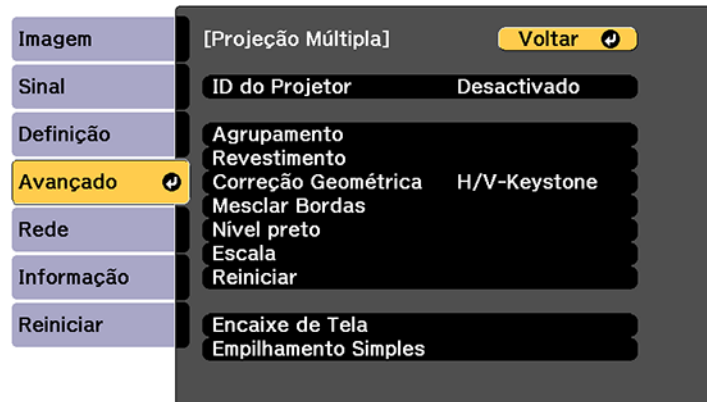 Imagem
Sinal
Definição
Avançado
Rede
Informação
Reiniciar
[Projeção Múltipla] Voltar
ID do Projetor Desactivado
Agrupamento
Revestimento
Correção Geométrica H/V-Keystone
Mesclar Bordas
Nível preto
Escala
Reiniciar
Encaixe de Tela
Empilhamento Simples